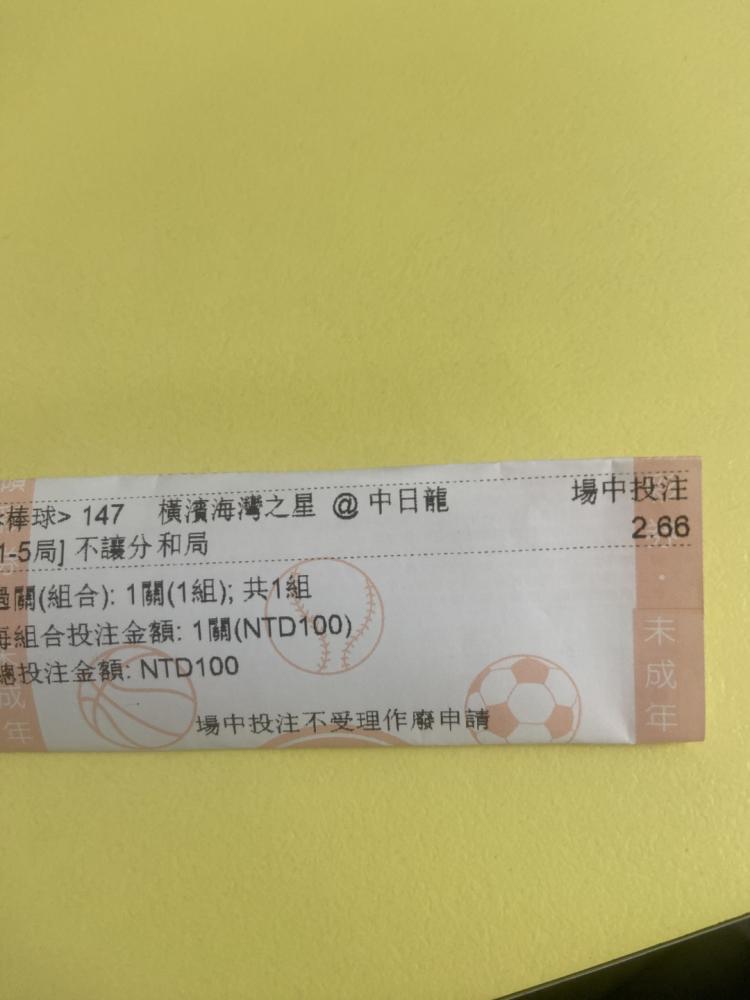 棒球> 147 橫濱海灣之星 @ 中日龍 場中投注
1-5局] 不讓分 和局 2.66
過關(組合): 1關(1組); 共1組
每組合投注金額: 1關(NTD100)
總投注金額: NTD100
場中投注不受理作廢申請
未成年
成年